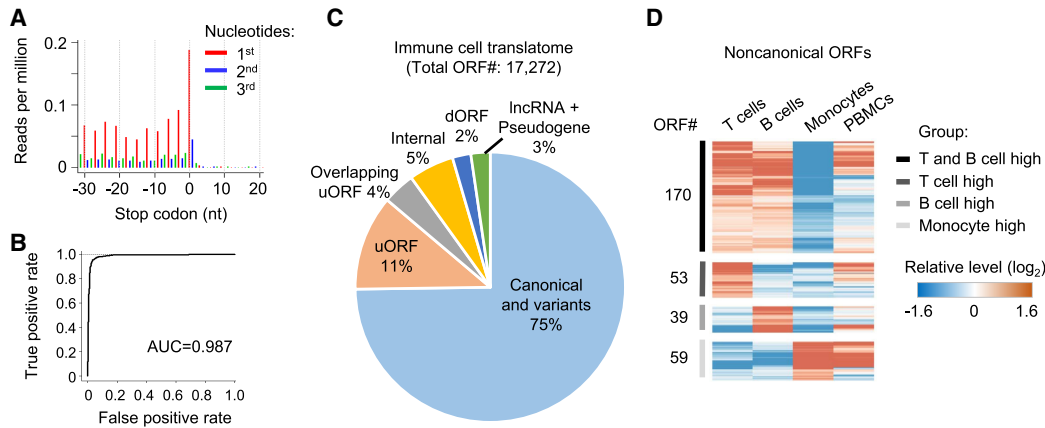 A
Nucleotides:
1st
2nd
3rd
Reads per million
0.2
0.1
0
-30
-20
-10
0
10
20
Stop codon (nt)
B
True positive rate
1.0
0.8
0.6
0.4
0.2
0
AUC=0.987
0
0.2
0.4
0.6
0.8
1.0
False positive rate
C
Immune cell translatome
(Total ORF#: 17,272)
lncRNA +
Pseudogene
3%
dORF
2%
Internal
5%
Overlapping
uORF 4%
uORF
11%
Canonical
and variants
75%
D
Noncanonical ORFs
ORF#
T cells
B cells
Monocytes
PBMCs
170
53
39
59
Group:
T and B cell high
T cell high
B cell high
Monocyte high
Relative level (log2)
-1.6
0
1.6